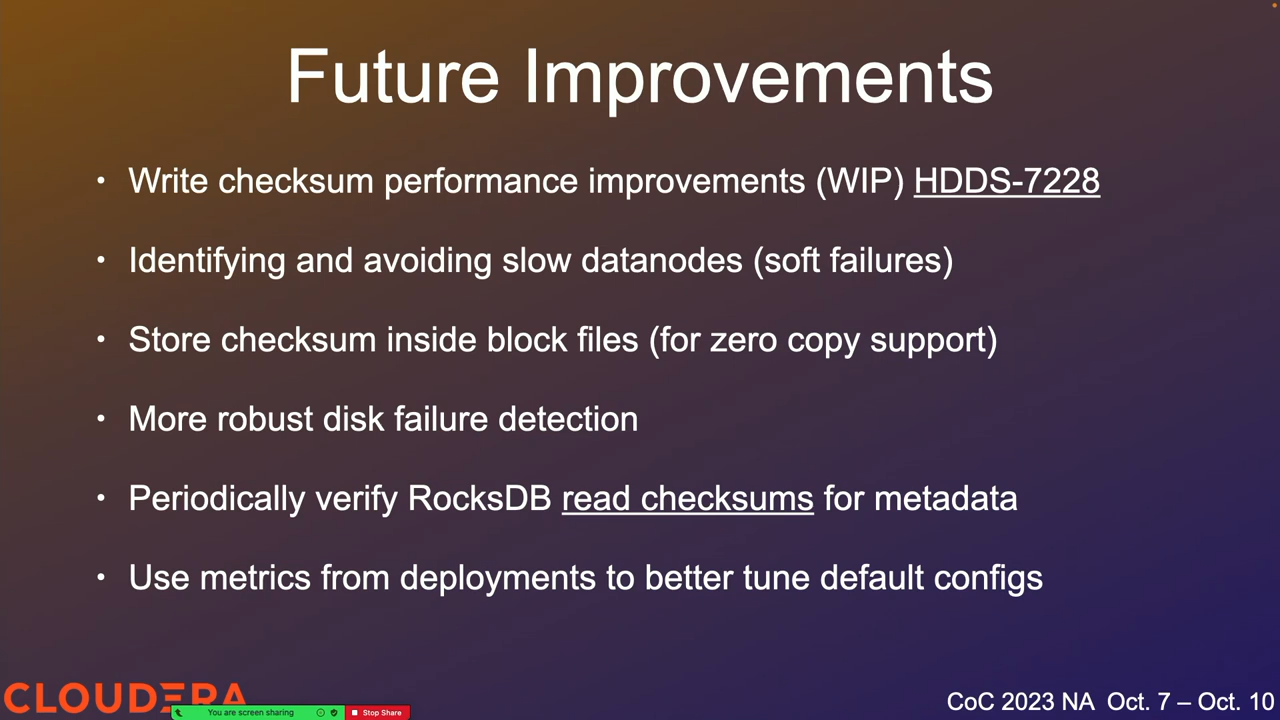 Future Improvements
• Write checksum performance improvements (WIP) HDDS-7228
• Identifying and avoiding slow datanodes (soft failures)
• Store checksum inside block files (for zero copy support)
• More robust disk failure detection
• Periodically verify RocksDB read checksums for metadata
• Use metrics from deployments to better tune default configs
CLOUDERA
You are screen sharing
Stop Share
CoC 2023 NA Oct. 7 – Oct. 10